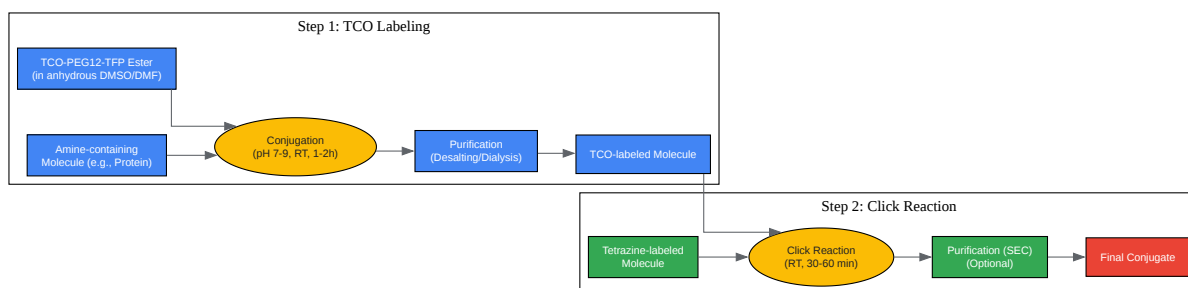 Step 1: TCO Labeling
TCO-PEG12-TFP Ester
(in anhydrous DMSO/DMF)
Amine-containing
Molecule (e.g., Protein)
Conjugation
(pH 7-9, RT, 1-2h)
Purification
(Desalting/Dialysis)
TCO-labeled Molecule
Step 2: Click Reaction
Tetrazine-labeled
Molecule
Click Reaction
(RT, 30-60 min)
Purification (SEC)
(Optional)
Final Conjugate